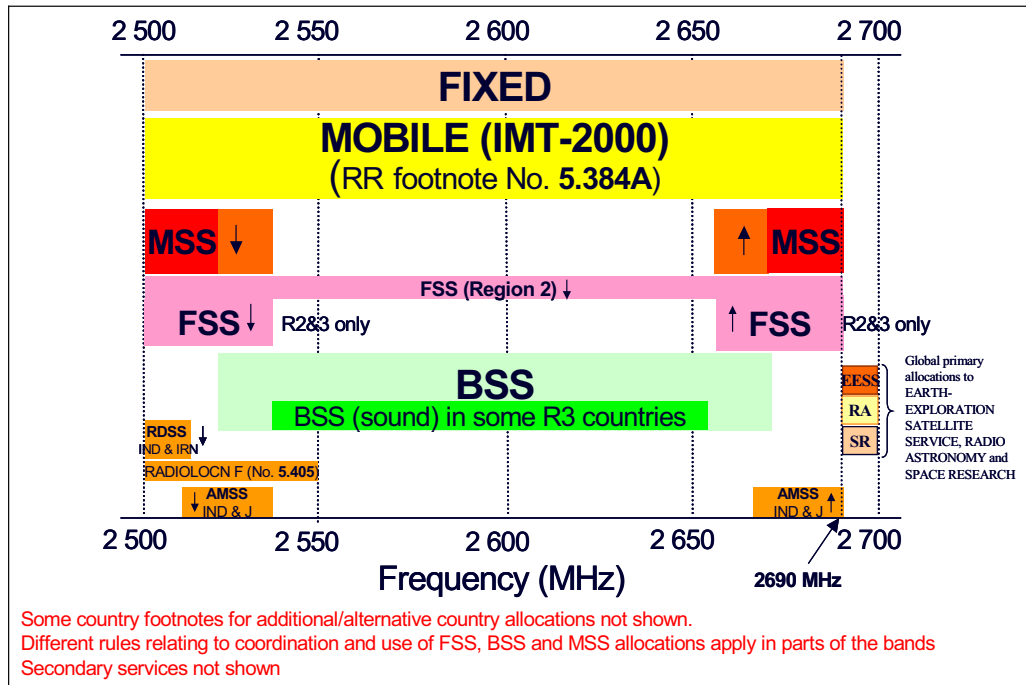 2 500 2 550 2 600 2 650 2 700
FIXED
MOBILE (IMT-2000)
(RR footnote No. 5.384A)
MSS ↓ ↑ MSS
FSS (Region 2) ↓
FSS ↓ R2&3 only ↑ FSS R2&3 only
BSS
BSS (sound) in some R3 countries
EESS
RA
SR
Global primary
allocations to
EARTH-
EXPLORATION
SATELLITE
SERVICE, RADIO
ASTRONOMY and
SPACE RESEARCH
RDSS ↓
IND & IRN
RADIOLOCN F (No. 5.405)
↓ AMSS
IND & J
AMSS ↑
IND & J
2 500 2 550 2 600 2 650 2 700
Frequency (MHz)
2690 MHz
Some country footnotes for additional/alternative country allocations not shown.
Different rules relating to coordination and use of FSS, BSS and MSS allocations apply in parts of the bands
Secondary services not shown